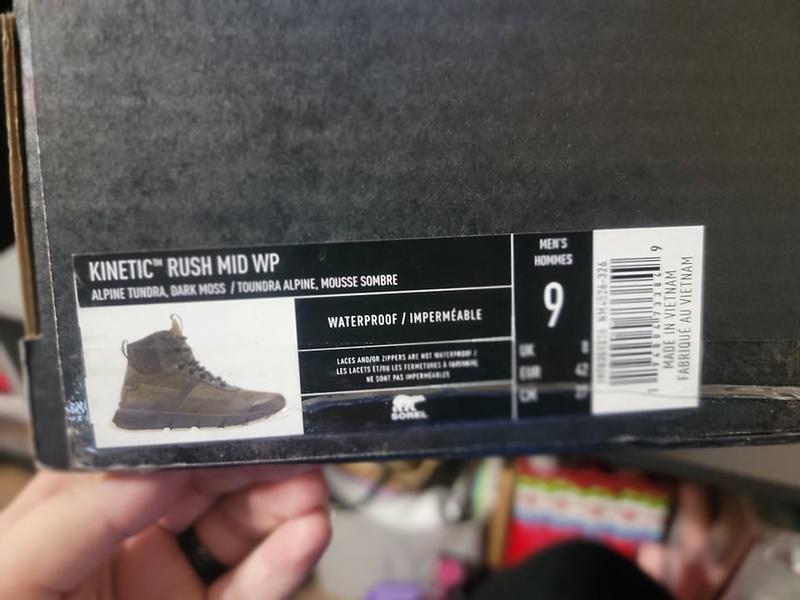 KINETIC™ RUSH MID WP
ALPINE TUNDRA, DARK MOSS / TOUNDRA ALPINE, MOUSSE SOMBRE
WATERPROOF / IMPERMÉABLE
LACES AND/OR ZIPPERS ARE NOT WATERPROOF /
LES LACETS ET/OU LES FERMETURES À GLISSIÈRE
NE SONT PAS IMPERMÉABLES
SOREL
MEN'S
HOMMES
9
UK 8
EUR 42
CM 27
MADE IN VIETNAM
FABRIQUÉ AU VIETNAM